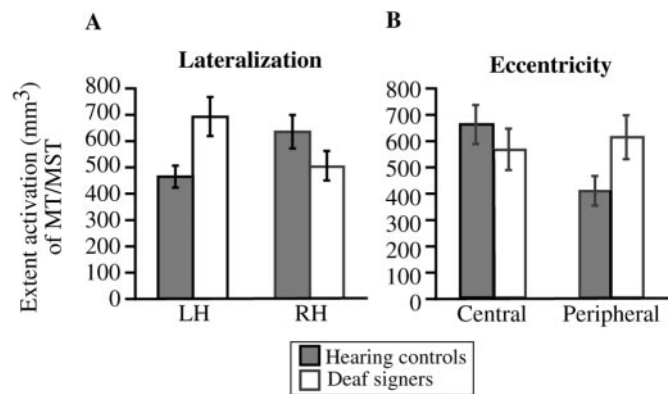 A
B
Lateralization
Eccentricity
Extent activation (mm³)
of MT/MST
800
700
600
500
400
300
200
100
0
LH
RH
800
700
600
500
400
300
200
100
0
Central
Peripheral
Hearing controls
Deaf signers